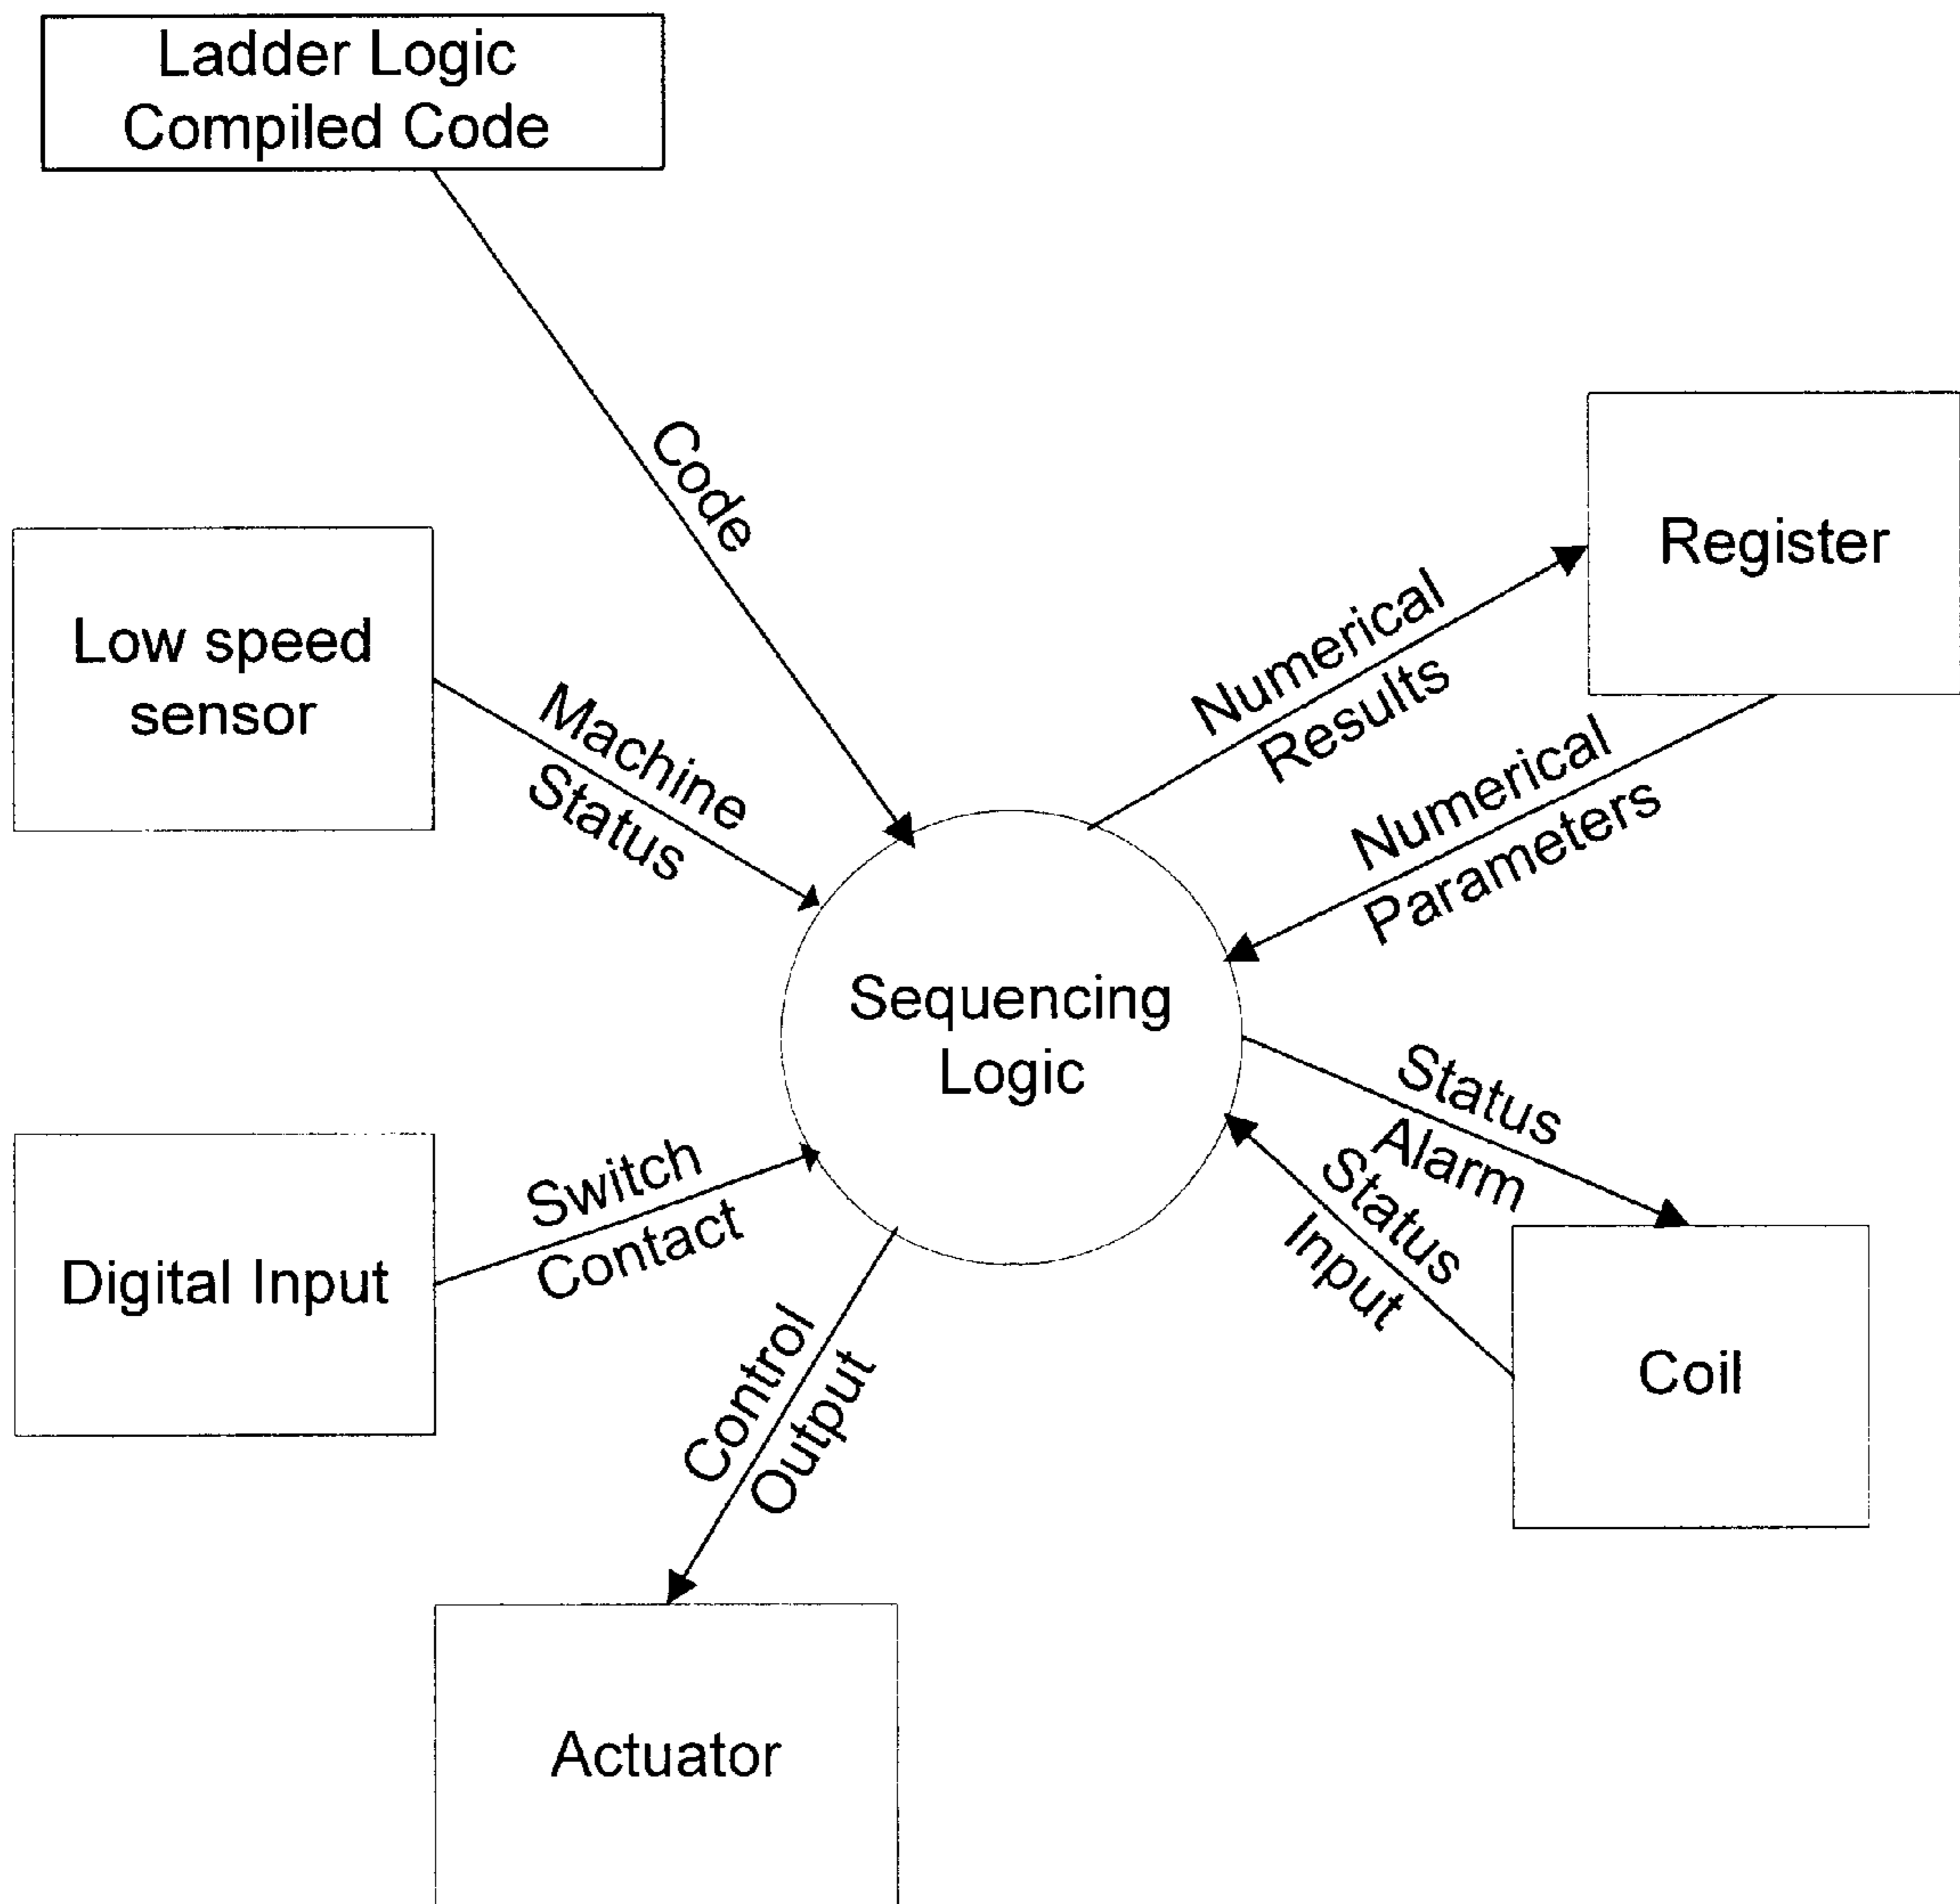 Ladder Logic
Compiled Code
Code
Register
Low speed
sensor
Machine
Status
Numerical
Results
Numerical
Parameters
Sequencing
Logic
Status
Alarm
Status
Input
Switch
Contact
Digital Input
Control
Output
Coil
Actuator